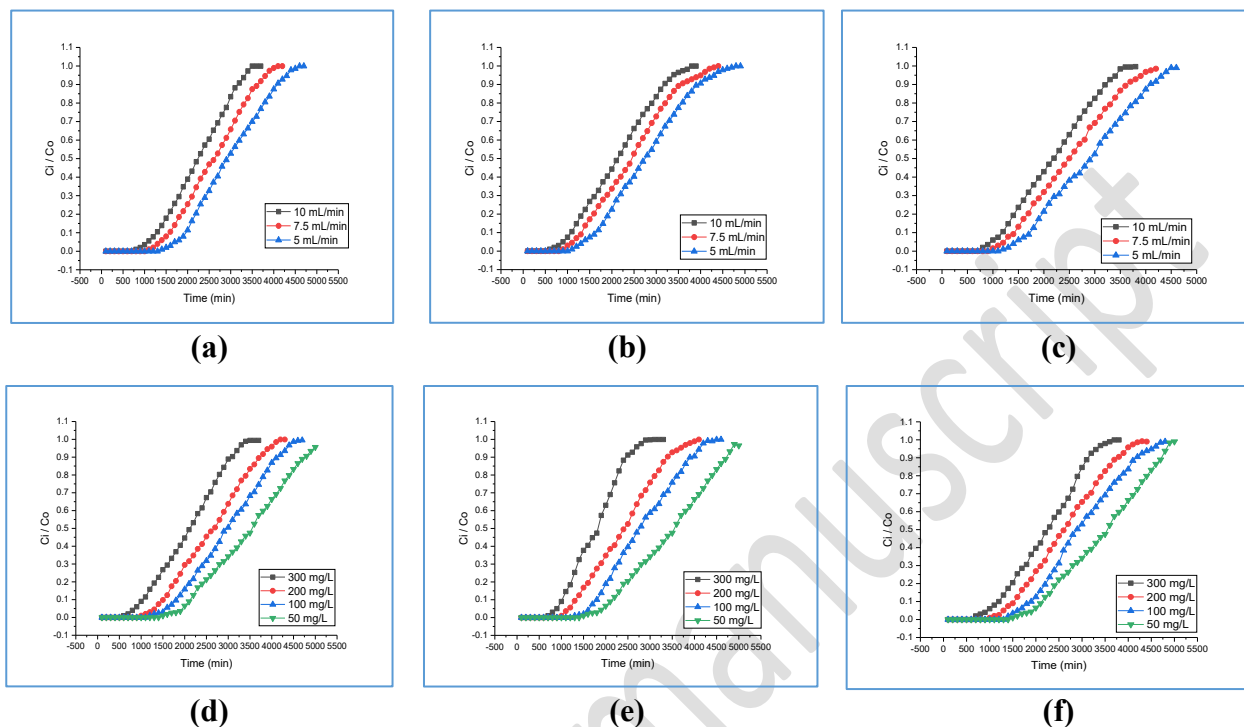 1.1
1.0
0.9
0.8
0.7
0.6
0.5
0.4
0.3
0.2
0.1
0.0
-0.1
Ci / Co
10 mL/min
7.5 mL/min
5 mL/min
-500 0 500 1000 1500 2000 2500 3000 3500 4000 4500 5000 5500
Time (min)
(a)
1.1
1.0
0.9
0.8
0.7
0.6
0.5
0.4
0.3
0.2
0.1
0.0
-0.1
Ci / Co
10 mL/min
7.5 mL/min
5 mL/min
-500 0 500 1000 1500 2000 2500 3000 3500 4000 4500 5000 5500
Time (min)
(b)
1.1
1.0
0.9
0.8
0.7
0.6
0.5
0.4
0.3
0.2
0.1
0.0
-0.1
Ci / Co
10 mL/min
7.5 mL/min
5 mL/min
-500 0 500 1000 1500 2000 2500 3000 3500 4000 4500 5000
Time (min)
(c)
1.1
1.0
0.9
0.8
0.7
0.6
0.5
0.4
0.3
0.2
0.1
0.0
-0.1
Ci / Co
300 mg/L
200 mg/L
100 mg/L
50 mg/L
-500 0 500 1000 1500 2000 2500 3000 3500 4000 4500 5000 5500
Time (min)
(d)
1.1
1.0
0.9
0.8
0.7
0.6
0.5
0.4
0.3
0.2
0.1
0.0
-0.1
Ci / Co
300 mg/L
200 mg/L
100 mg/L
50 mg/L
-500 0 500 1000 1500 2000 2500 3000 3500 4000 4500 5000 5500
Time (min)
(e)
1.1
1.0
0.9
0.8
0.7
0.6
0.5
0.4
0.3
0.2
0.1
0.0
-0.1
Ci / Co
300 mg/L
200 mg/L
100 mg/L
50 mg/L
-500 0 500 1000 1500 2000 2500 3000 3500 4000 4500 5000 5500
Time (min)
(f)
manuscript